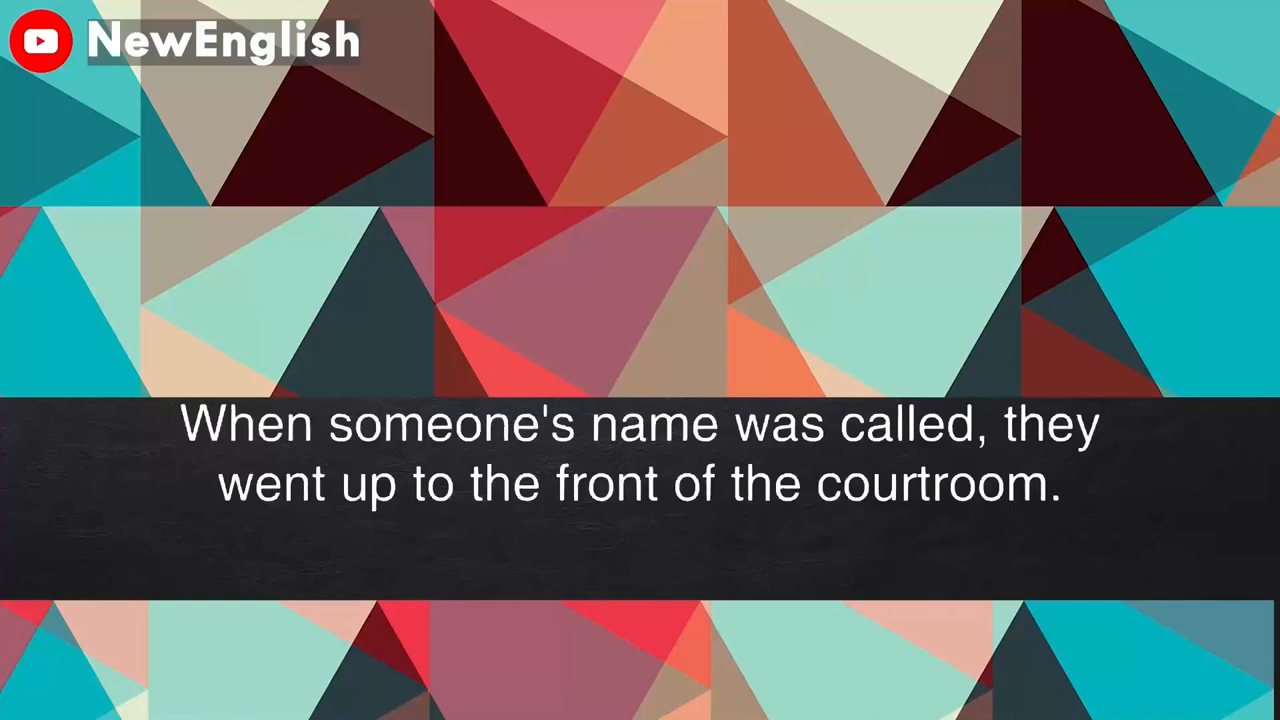 NewEnglish
When someone's name was called, they
went up to the front of the courtroom.